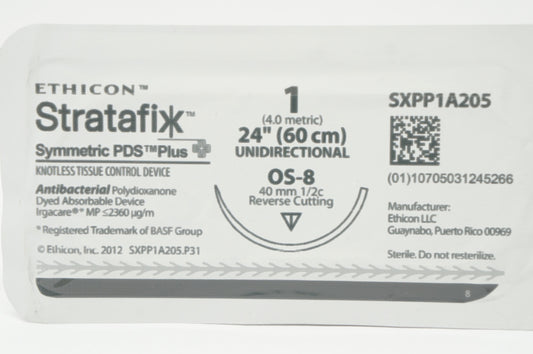 ETHICON™
Stratafix™
Symmetric PDS™Plus
KNOTLESS TISSUE CONTROL DEVICE
Antibacterial Polydioxanone
Dyed Absorbable Device
Irgacare®* MP ≤2360 µg/m
* Registered Trademark of BASF Group
© Ethicon, Inc. 2012 SXPP1A205.P31
1
(4.0 metric)
24" (60 cm)
UNIDIRECTIONAL
OS-8
40 mm 1/2c
Reverse Cutting
SXPP1A205
(01)10705031245266
Manufacturer:
Ethicon LLC
Guaynabo, Puerto Rico 00969
Sterile. Do not resterilize.
8